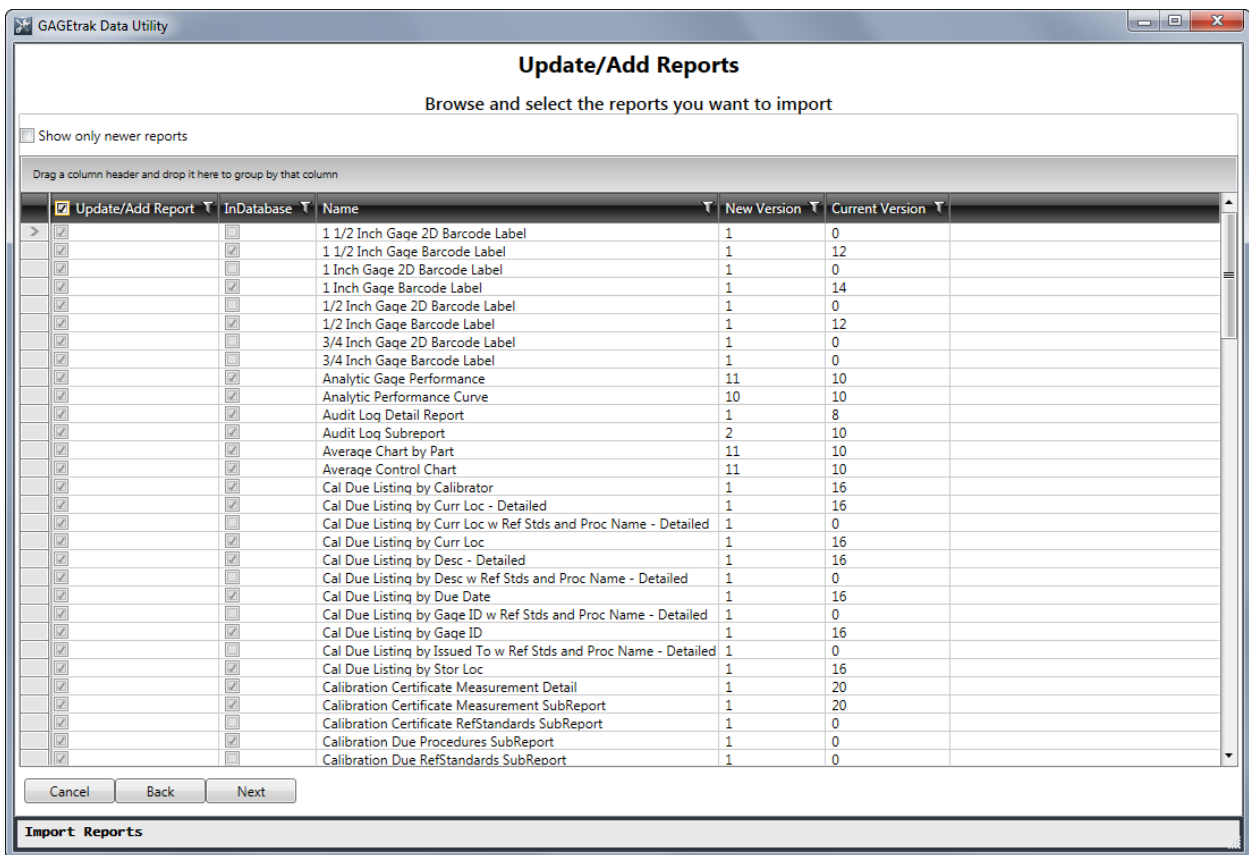 GAGEtrak Data Utility
Update/Add Reports
Browse and select the reports you want to import
Show only newer reports
Drag a column header and drop it here to group by that column
Update/Add Report InDatabase Name New Version Current Version
1 1/2 Inch Gage 2D Barcode Label 1 0
1 1/2 Inch Gage Barcode Label 1 12
1 Inch Gage 2D Barcode Label 1 0
1 Inch Gage Barcode Label 1 14
1/2 Inch Gage 2D Barcode Label 1 0
1/2 Inch Gage Barcode Label 1 12
3/4 Inch Gage 2D Barcode Label 1 0
3/4 Inch Gage Barcode Label 1 0
Analytic Gage Performance 11 10
Analytic Performance Curve 10 10
Audit Log Detail Report 1 8
Audit Log Subreport 2 10
Average Chart by Part 11 10
Average Control Chart 11 10
Cal Due Listing by Calibrator 1 16
Cal Due Listing by Curr Loc - Detailed 1 16
Cal Due Listing by Curr Loc w Ref Stds and Proc Name - Detailed 1 0
Cal Due Listing by Curr Loc 1 16
Cal Due Listing by Desc - Detailed 1 16
Cal Due Listing by Desc w Ref Stds and Proc Name - Detailed 1 0
Cal Due Listing by Due Date 1 16
Cal Due Listing by Gage ID w Ref Stds and Proc Name - Detailed 1 0
Cal Due Listing by Gage ID 1 16
Cal Due Listing by Issued To w Ref Stds and Proc Name - Detailed 1 0
Cal Due Listing by Stor Loc 1 16
Calibration Certificate Measurement Detail 1 20
Calibration Certificate Measurement SubReport 1 20
Calibration Certificate RefStandards SubReport 1 0
Calibration Due Procedures SubReport 1 0
Calibration Due RefStandards SubReport 1 0
Cancel Back Next
Import Reports